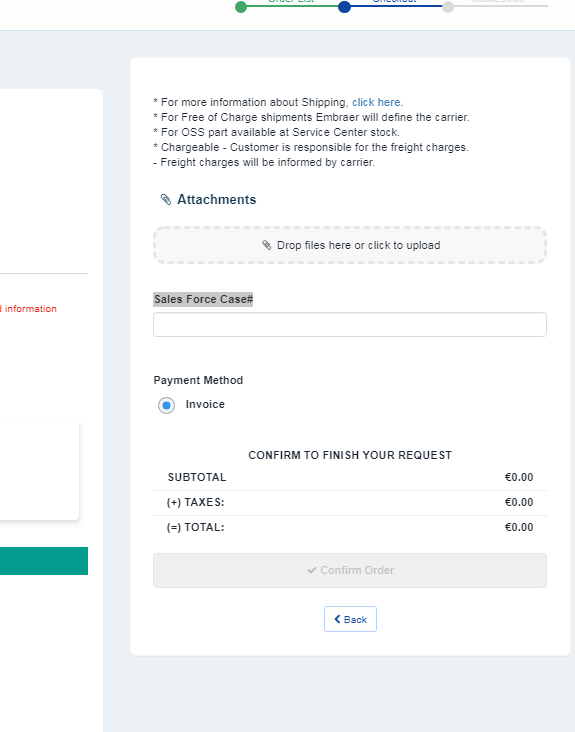 Order List
Checkout
* For more information about Shipping, click here.
* For Free of Charge shipments Embraer will define the carrier.
* For OSS part available at Service Center stock.
* Chargeable - Customer is responsible for the freight charges.
- Freight charges will be informed by carrier.
Attachments
Drop files here or click to upload
information
Sales Force Case#
Payment Method
Invoice
CONFIRM TO FINISH YOUR REQUEST
SUBTOTAL €0.00
(+) TAXES: €0.00
(=) TOTAL: €0.00
Confirm Order
Back